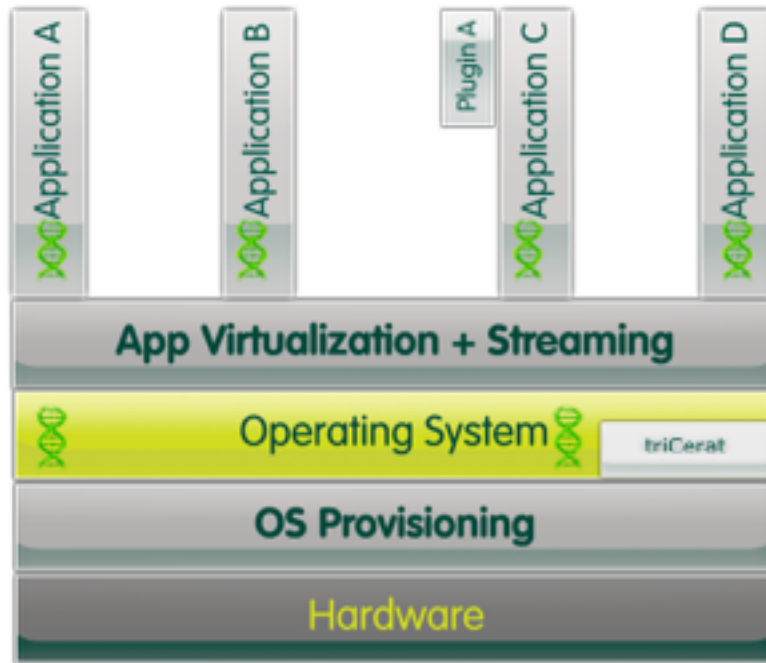 Application A
Application B
Plugin A
Application C
Application D
App Virtualization + Streaming
Operating System
triCerat
OS Provisioning
Hardware